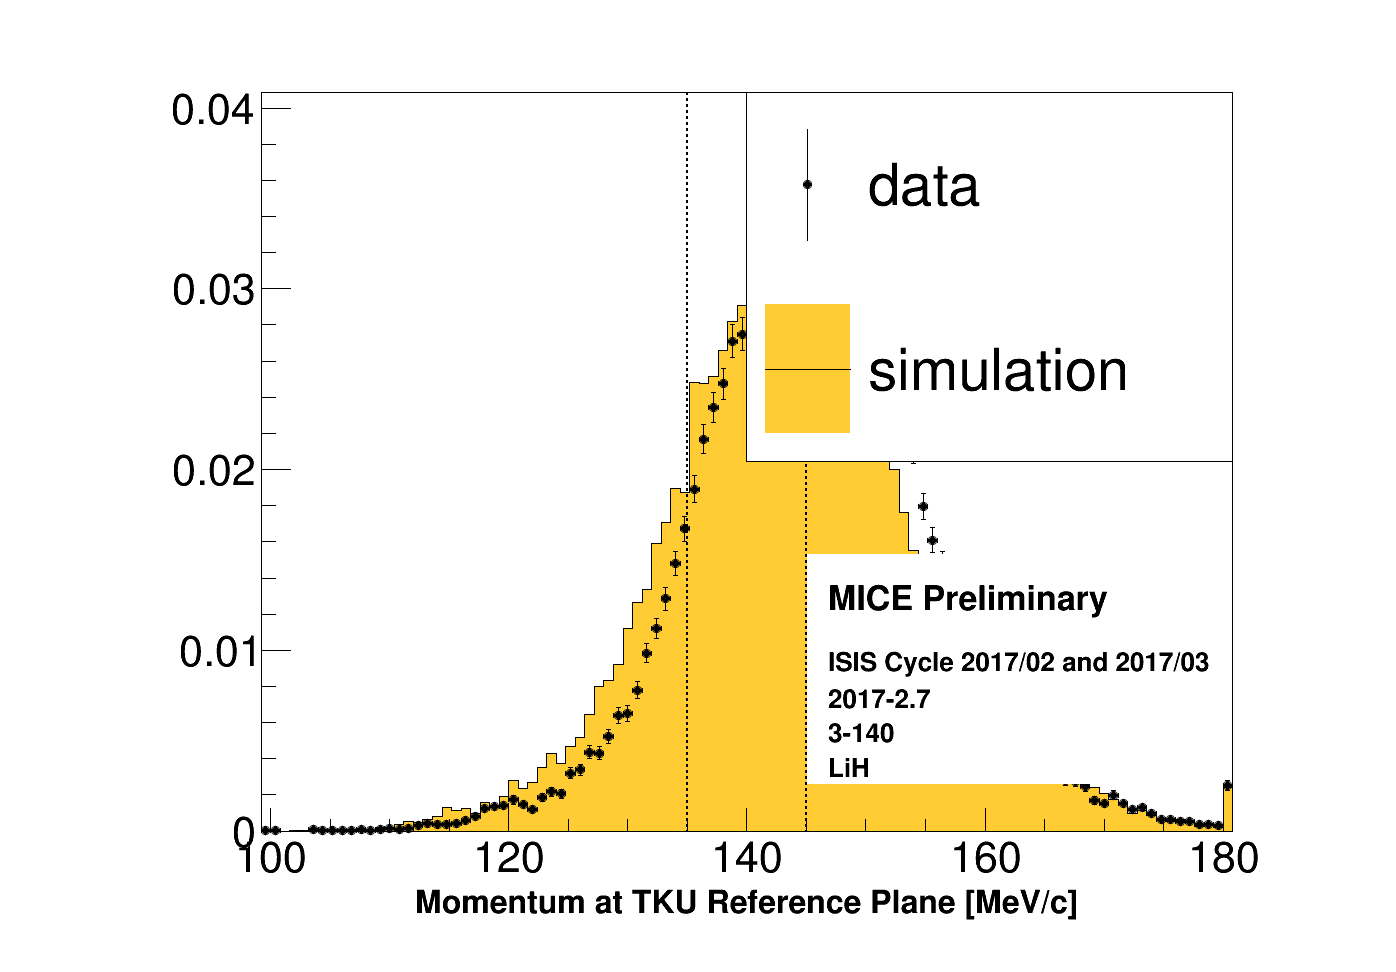 0.04
data
0.03
simulation
0.02
MICE Preliminary
0.01
ISIS Cycle 2017/02 and 2017/03
2017-2.7
3-140
LiH
0
100 120 140 160 180
Momentum at TKU Reference Plane [MeV/c]